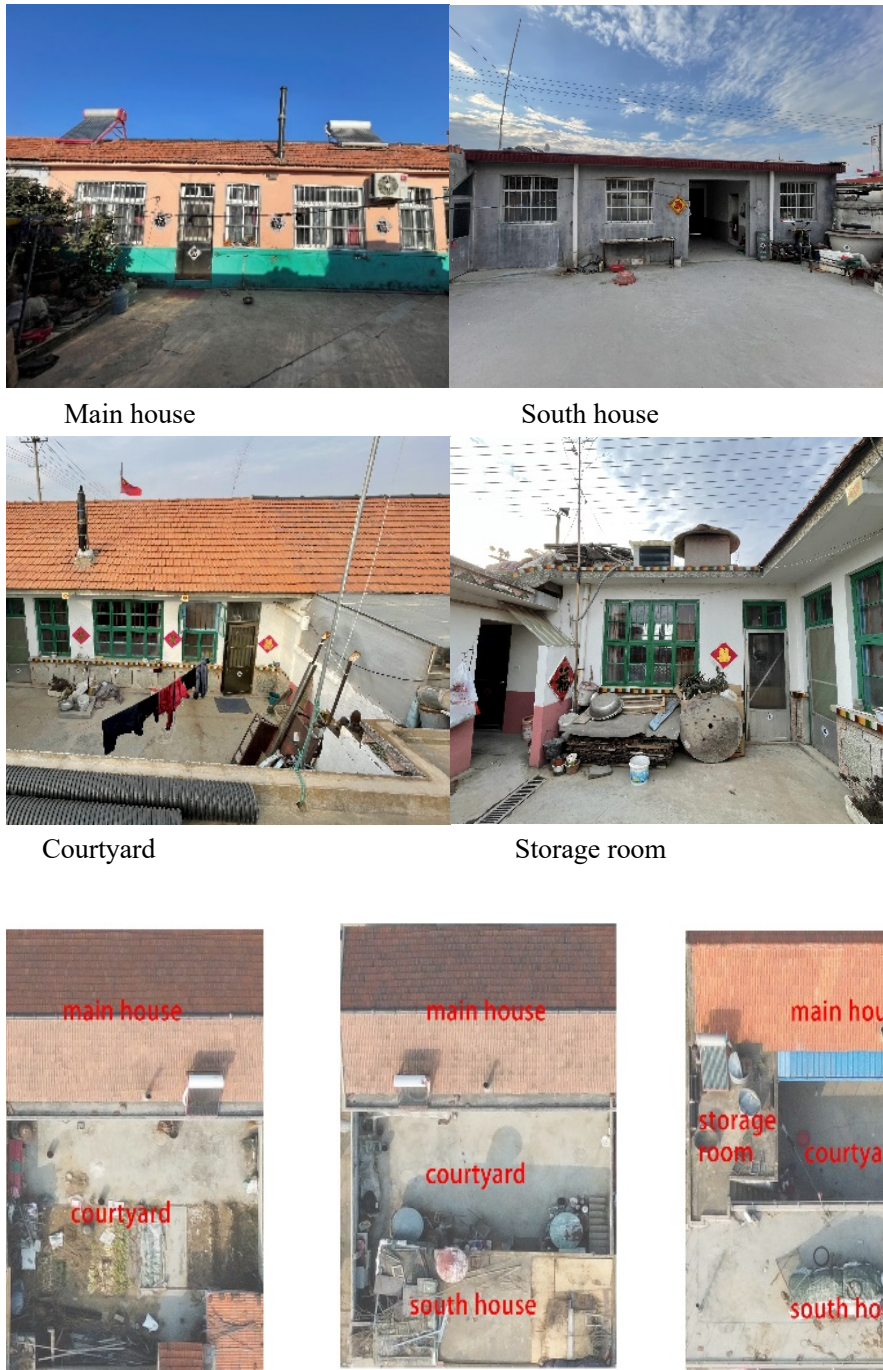 Main house
South house
Courtyard
Storage room
main house
courtyard
main house
courtyard
south house
main hou
storage
room
courtya
south ho